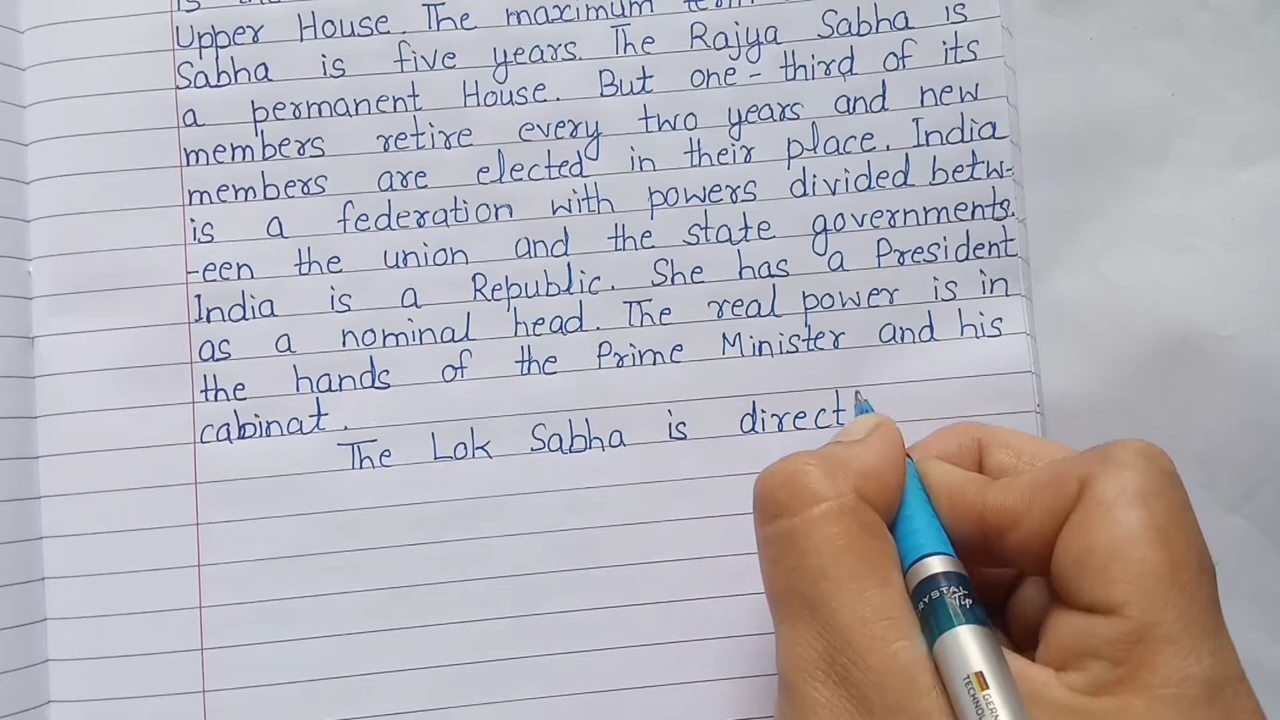 Upper House. The maximum
Sabha is five years. The Rajya Sabha is
a permanent House. But one-third of its
members retire every two years and new
members are elected in their place. India
is a federation with powers divided betw=
-een the union and the state governments.
India is a Republic. She has a President
as a nominal head. The real power is in
the hands of the Prime Minister and his
cabinat.
The Lok Sabha is direct
CRYSTAL
Tip